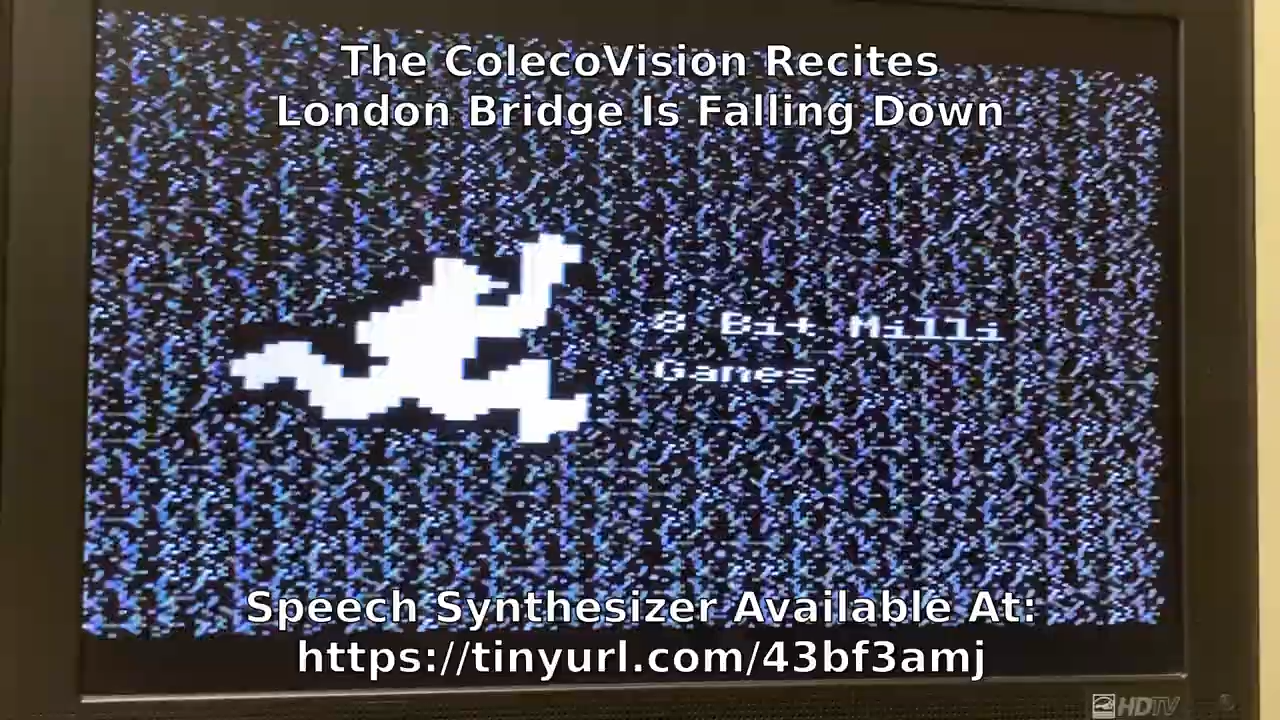 The ColecoVision Recites
London Bridge Is Falling Down
8 Bit Milli
Games
Speech Synthesizer Available At:
https://tinyurl.com/43bf3amj
HDTV